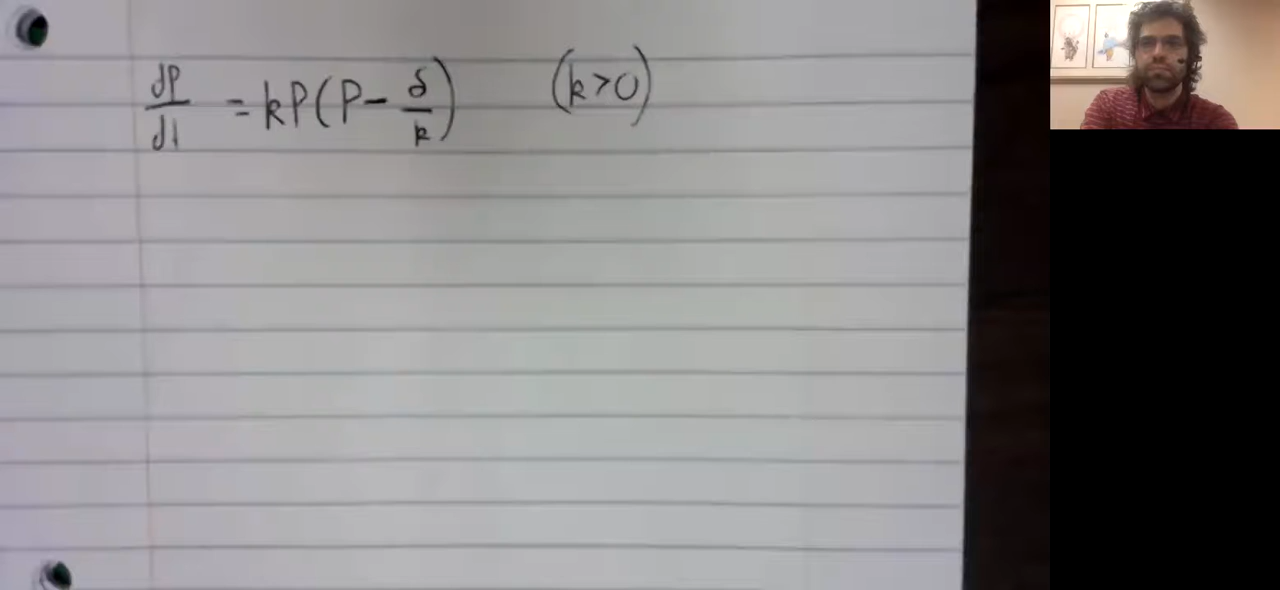 dP/dt = kP(P - δ/k) (k>0)